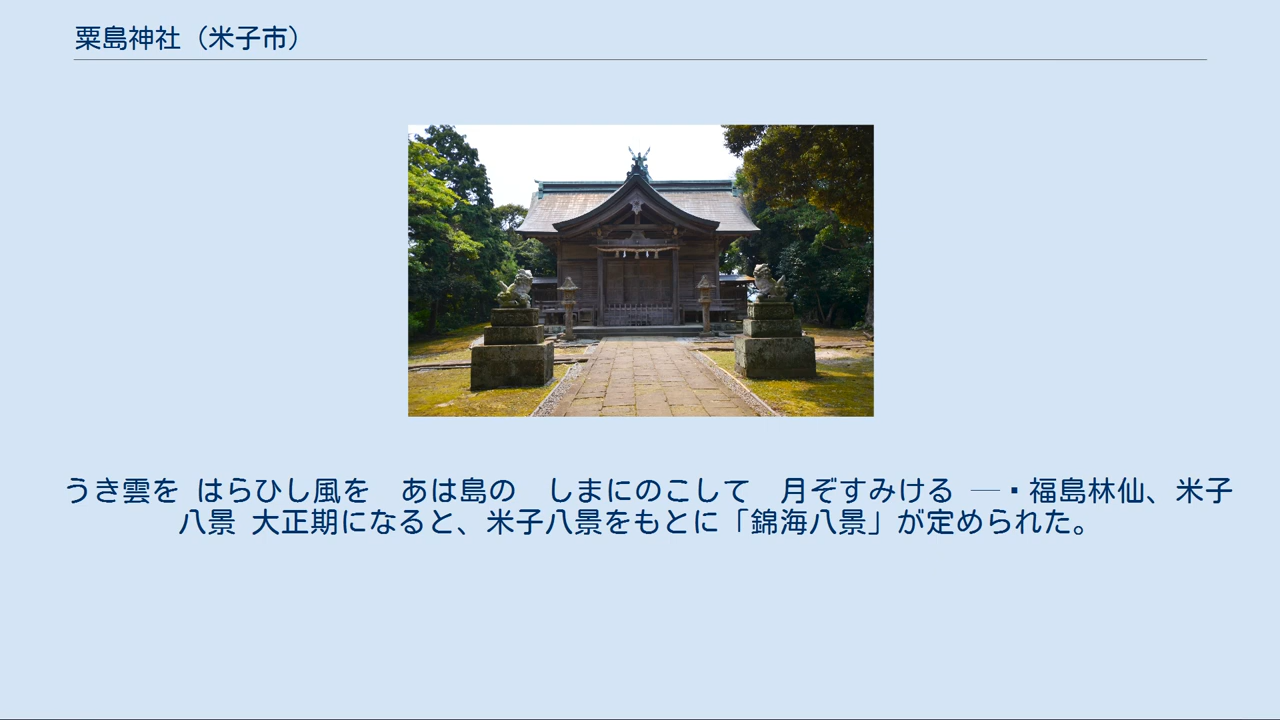 粟島神社（米子市）
うき雲を はらひし風を　あは島の　しまにのこして　月ぞすみける ―▪福島林仙、米子
八景 大正期になると、米子八景をもとに「錦海八景」が定められた。